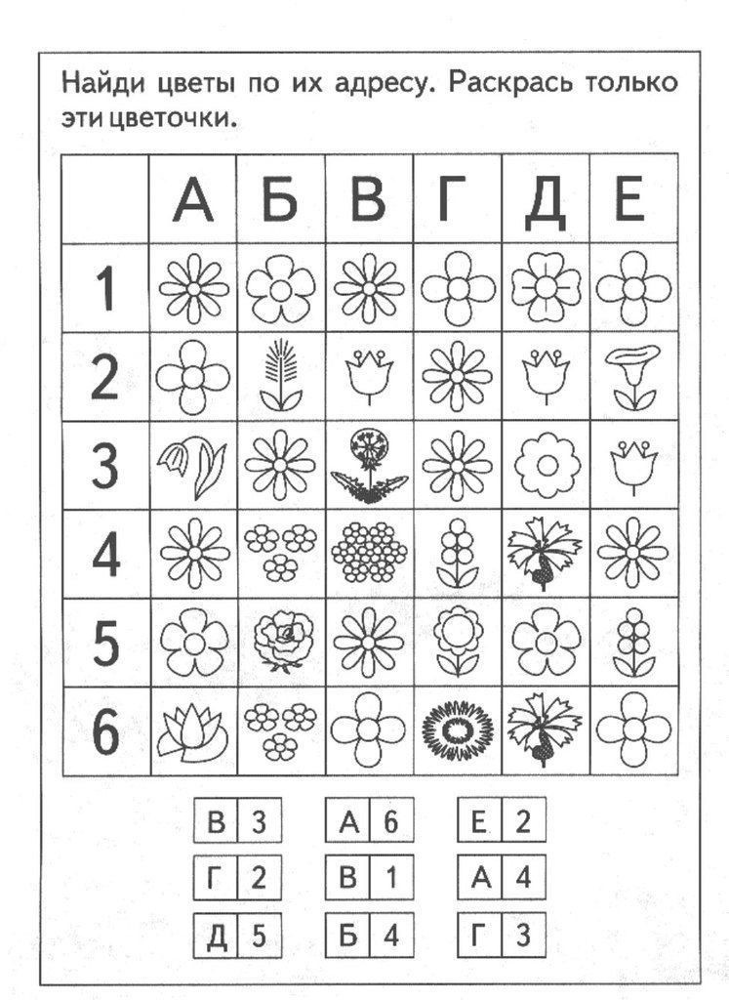 Найди цветы по их адресу. Раскрась только
эти цветочки.
А Б В Г Д Е
1
2
3
4
5
6
В 3 А 6 Е 2
Г 2 В 1 А 4
Д 5 Б 4 Г 3